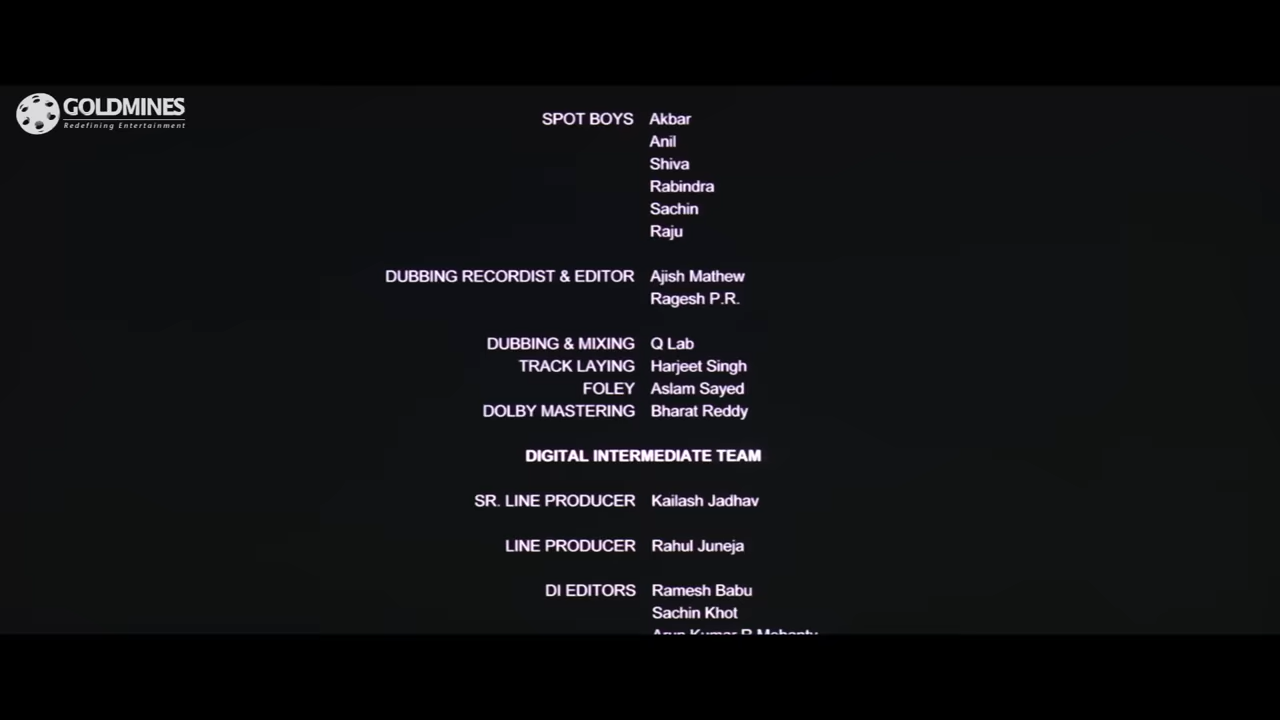 GOLDMINES
Redefining Entertainment
SPOT BOYS Akbar
Anil
Shiva
Rabindra
Sachin
Raju
DUBBING RECORDIST & EDITOR Ajish Mathew
Ragesh P.R.
DUBBING & MIXING Q Lab
TRACK LAYING Harjeet Singh
FOLEY Aslam Sayed
DOLBY MASTERING Bharat Reddy
DIGITAL INTERMEDIATE TEAM
SR. LINE PRODUCER Kailash Jadhav
LINE PRODUCER Rahul Juneja
DI EDITORS Ramesh Babu
Sachin Khot